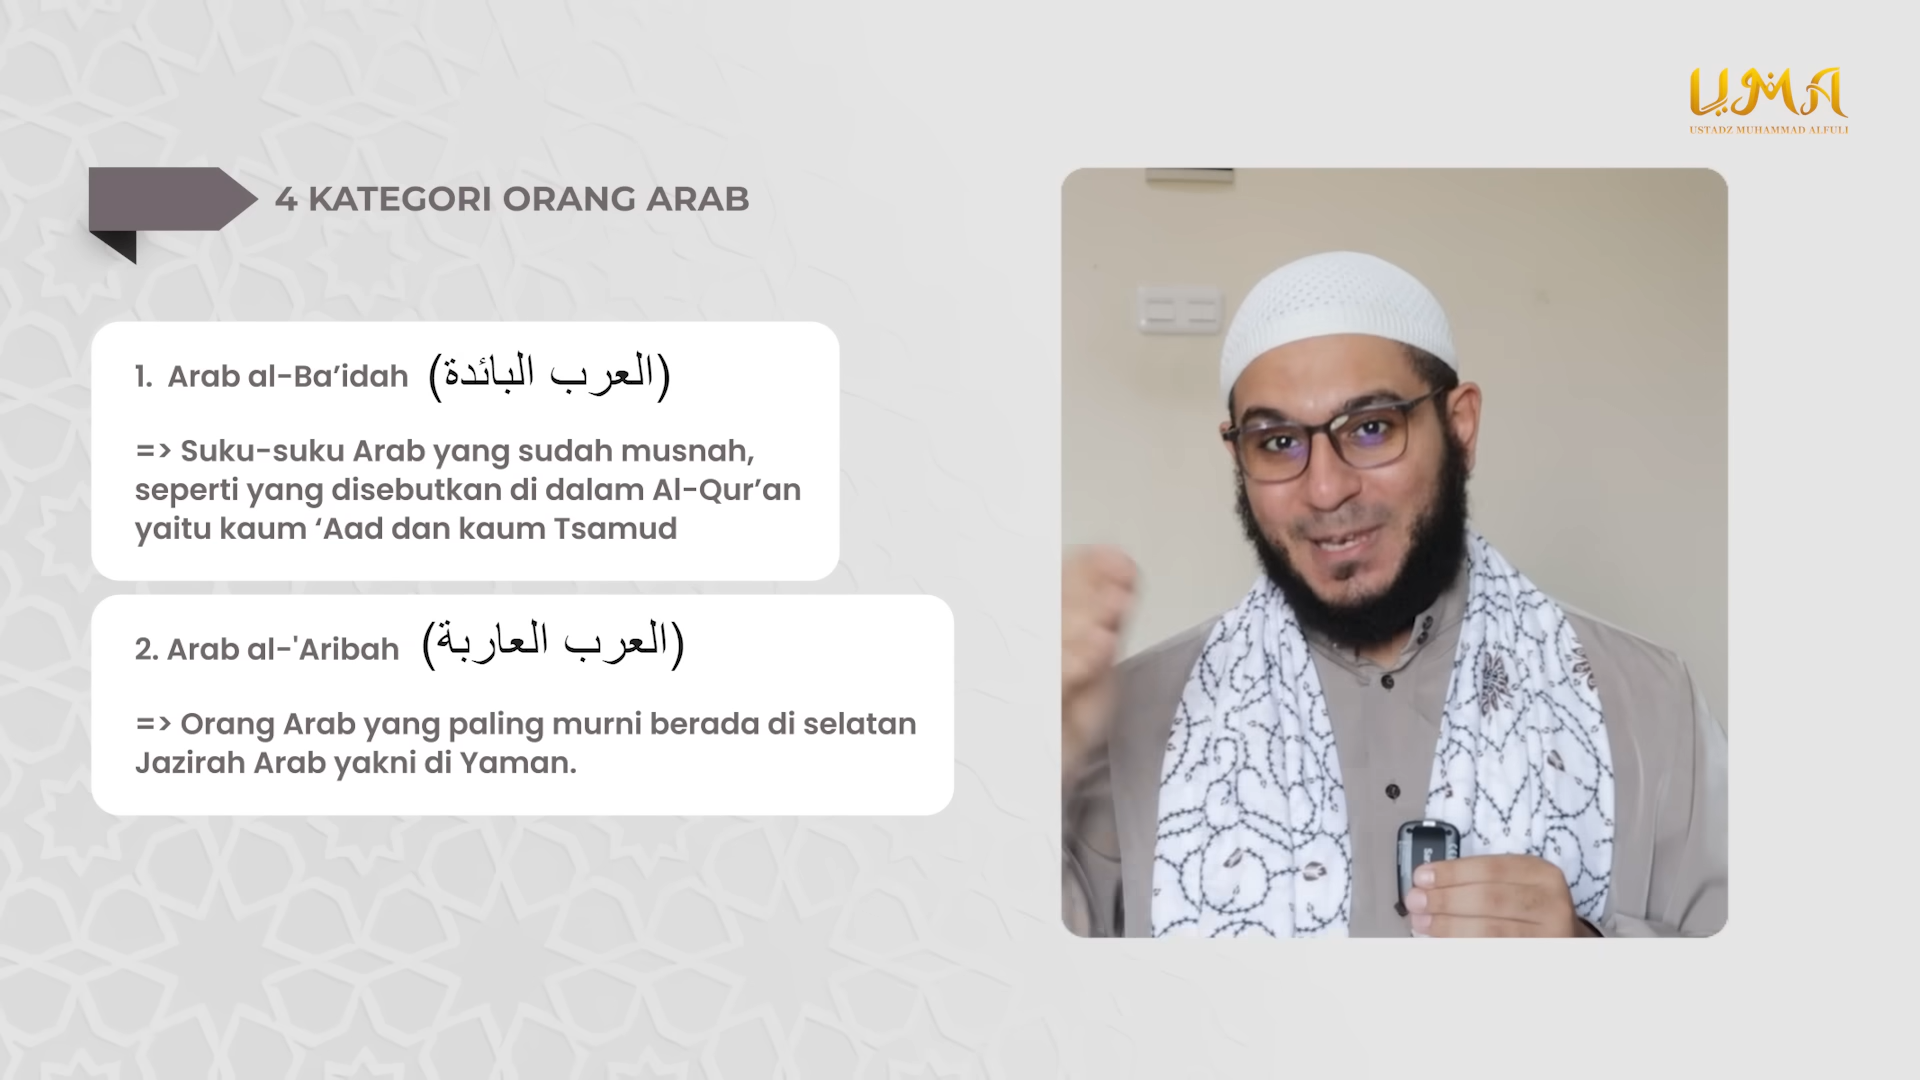 UMA
USTADZ MUHAMMAD ALFULI
4 KATEGORI ORANG ARAB
1. Arab al-Ba’idah (العرب البائدة)
=> Suku-suku Arab yang sudah musnah,
seperti yang disebutkan di dalam Al-Qur’an
yaitu kaum ‘Aad dan kaum Tsamud
2. Arab al-'Aribah (العرب العاربة)
=> Orang Arab yang paling murni berada di selatan
Jazirah Arab yakni di Yaman.